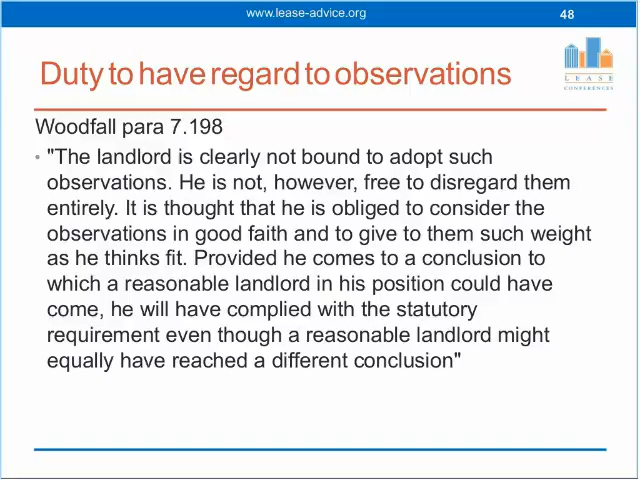 www.lease-advice.org
48
Duty to have regard to observations
LEASE
CONFERENCES
Woodfall para 7.198
• "The landlord is clearly not bound to adopt such
observations. He is not, however, free to disregard them
entirely. It is thought that he is obliged to consider the
observations in good faith and to give to them such weight
as he thinks fit. Provided he comes to a conclusion to
which a reasonable landlord in his position could have
come, he will have complied with the statutory
requirement even though a reasonable landlord might
equally have reached a different conclusion"